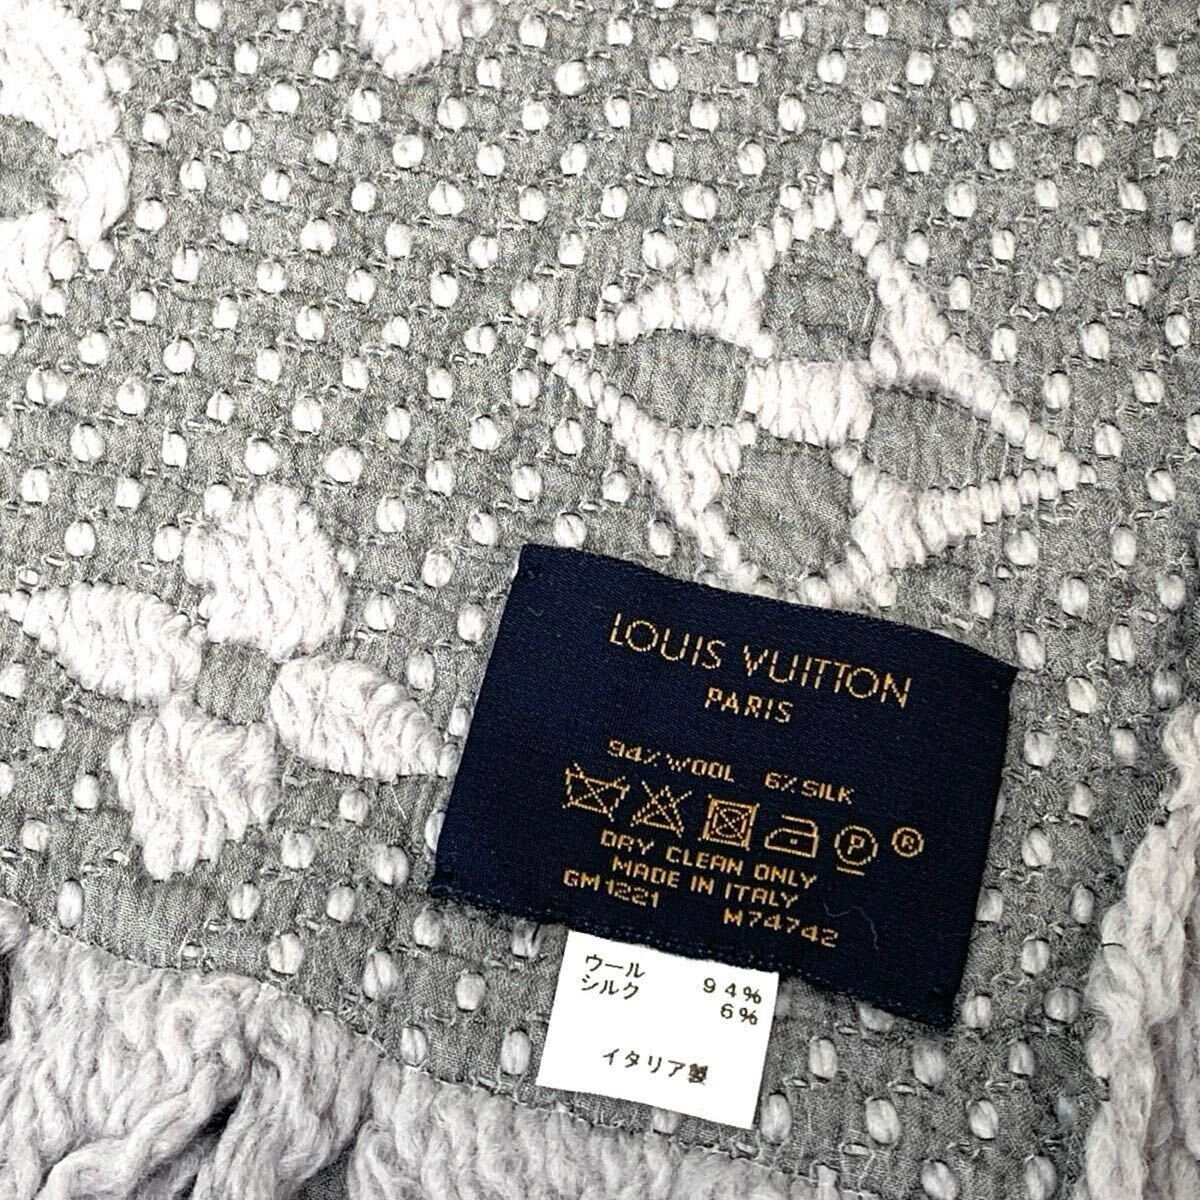 LOUIS VUITTON
PARIS
94% WOOL 6% SILK
P ®
DRY CLEAN ONLY
MADE IN ITALY
GM1221 M74742
ウール 94%
シルク 6%
イタリア製